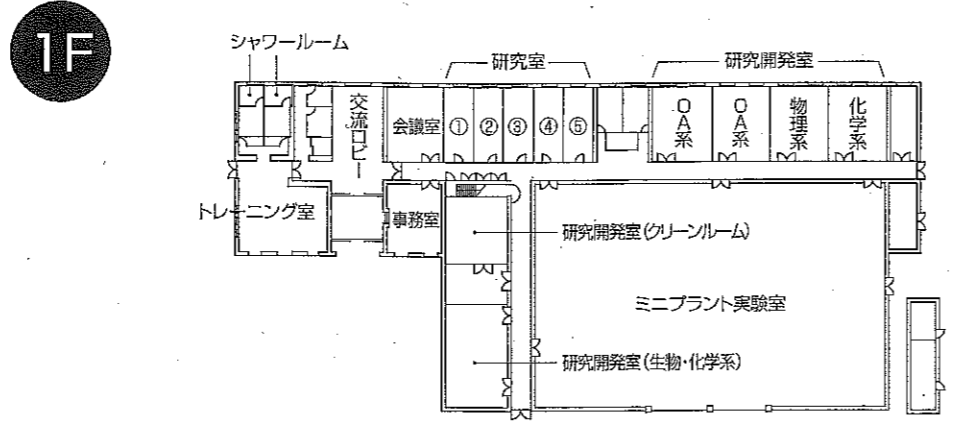 1F
シャワールーム
研究室
研究開発室
交流ロビー
会議室
①
②
③
④
⑤
OA系
OA系
物理系
化学系
トレーニング室
事務室
研究開発室(クリーンルーム)
ミニプラント実験室
研究開発室(生物・化学系)